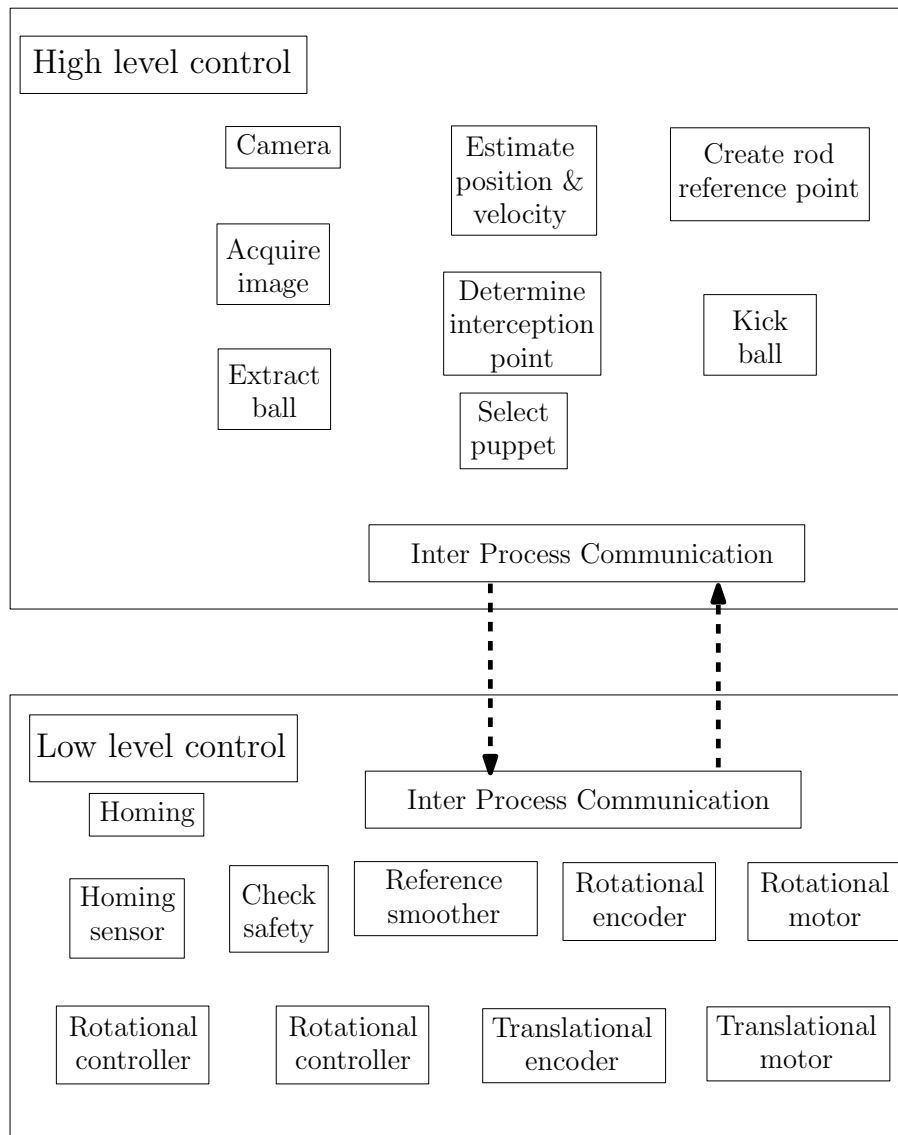 High level control
Camera
Estimate
position &
velocity
Create rod
reference point
Acquire
image
Determine
interception
point
Kick
ball
Extract
ball
Select
puppet
Inter Process Communication
Low level control
Inter Process Communication
Homing
Homing
sensor
Check
safety
Reference
smoother
Rotational
encoder
Rotational
motor
Rotational
controller
Rotational
controller
Translational
encoder
Translational
motor